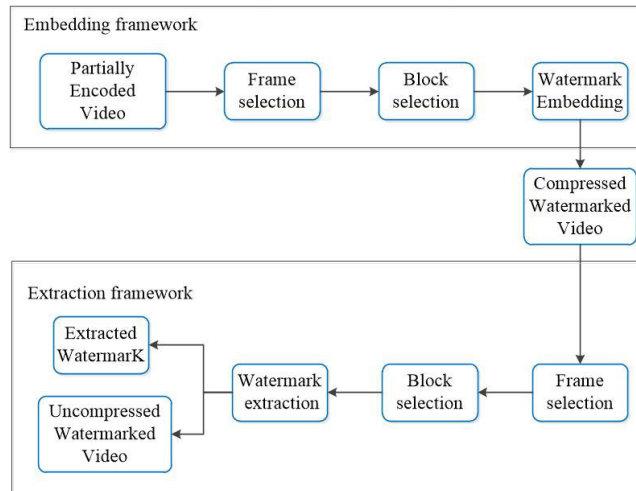 Embedding framework
Partially
Encoded
Video
Frame
selection
Block
selection
Watermark
Embedding
Compressed
Watermarked
Video
Extraction framework
Extracted
WatermarK
Uncompressed
Watermarked
Video
Watermark
extraction
Block
selection
Frame
selection